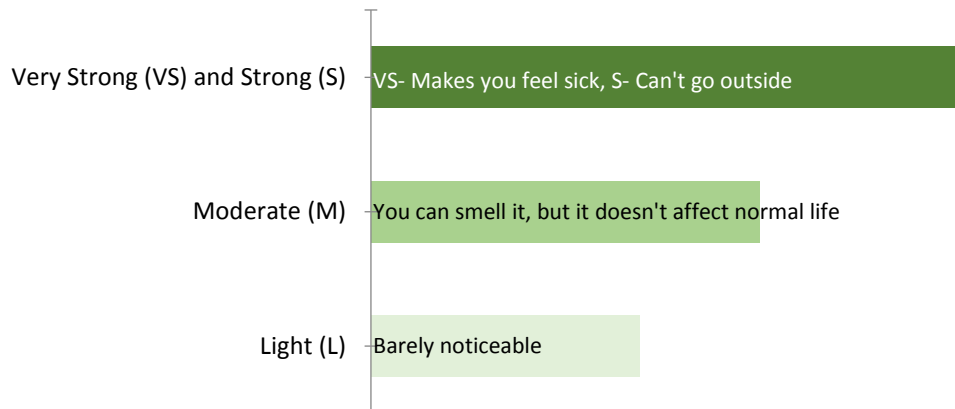 Very Strong (VS) and Strong (S)
VS- Makes you feel sick, S- Can't go outside
Moderate (M)
You can smell it, but it doesn't affect normal life
Light (L)
Barely noticeable